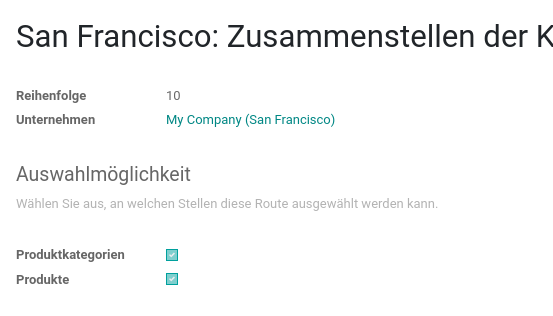 San Francisco: Zusammenstellen der K
Reihenfolge 10
Unternehmen My Company (San Francisco)
Auswahlmöglichkeit
Wählen Sie aus, an welchen Stellen diese Route ausgewählt werden kann.
Produktkategorien
Produkte